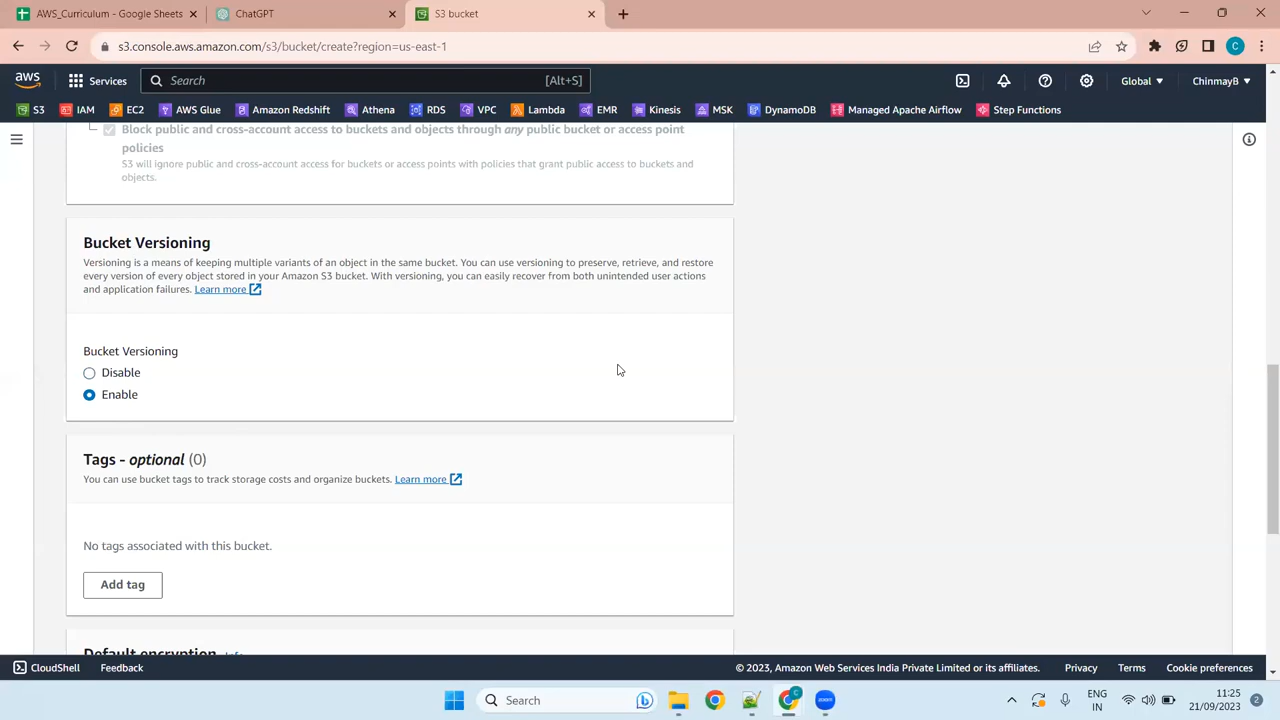 AWS_Curriculum - Google Sheets
ChatGPT
S3 bucket
s3.console.aws.amazon.com/s3/bucket/create?region=us-east-1
C
aws
Services
Search
[Alt+S]
Global
ChinmayB
S3
IAM
EC2
AWS Glue
Amazon Redshift
Athena
RDS
VPC
Lambda
EMR
Kinesis
MSK
DynamoDB
Managed Apache Airflow
Step Functions
Block public and cross-account access to buckets and objects through any public bucket or access point
policies
S3 will ignore public and cross-account access for buckets or access points with policies that grant public access to buckets and
objects.
Bucket Versioning
Versioning is a means of keeping multiple variants of an object in the same bucket. You can use versioning to preserve, retrieve, and restore
every version of every object stored in your Amazon S3 bucket. With versioning, you can easily recover from both unintended user actions
and application failures. Learn more
Bucket Versioning
Disable
Enable
Tags - optional (0)
You can use bucket tags to track storage costs and organize buckets. Learn more
No tags associated with this bucket.
Add tag
Default encryption Info
CloudShell
Feedback
© 2023, Amazon Web Services India Private Limited or its affiliates.
Privacy
Terms
Cookie preferences
Search
C
zoom
ENG
IN
11:25
21/09/2023
2